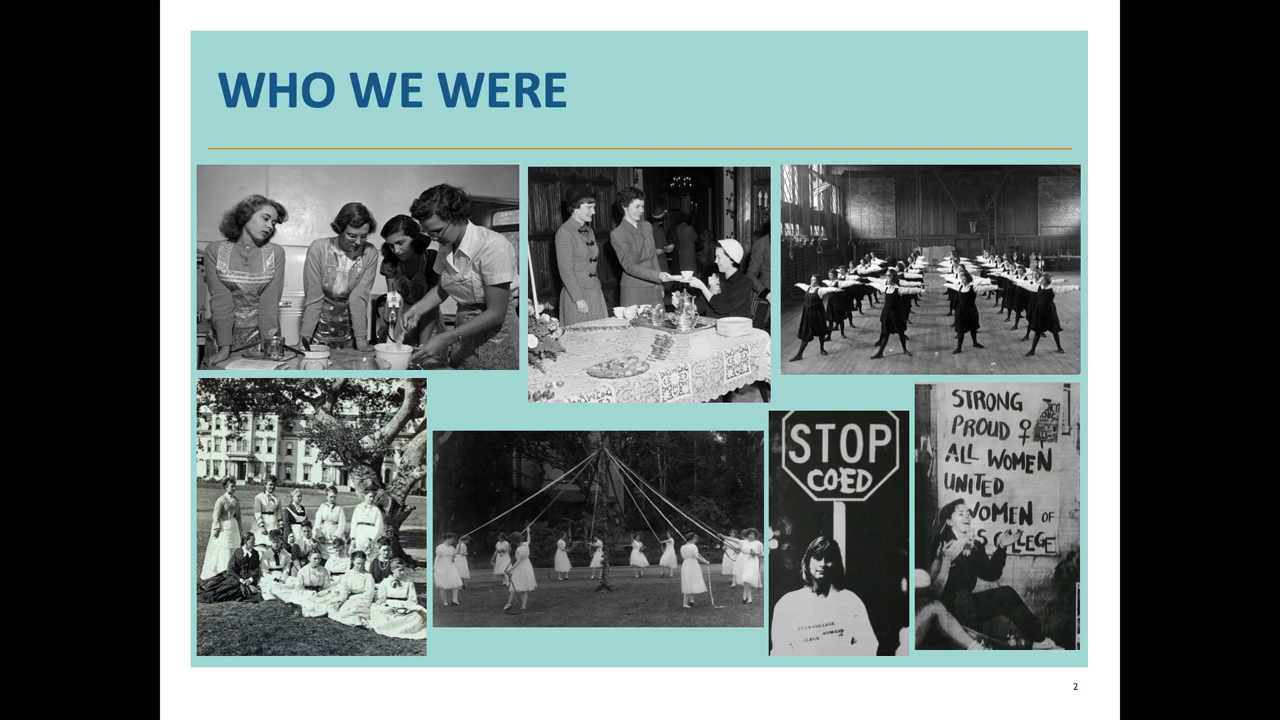 WHO WE WERE
STOP
COED
STRONG
PROUD ♀
ALL WOMEN
UNITED
WOMEN OF
S COLLEGE
2